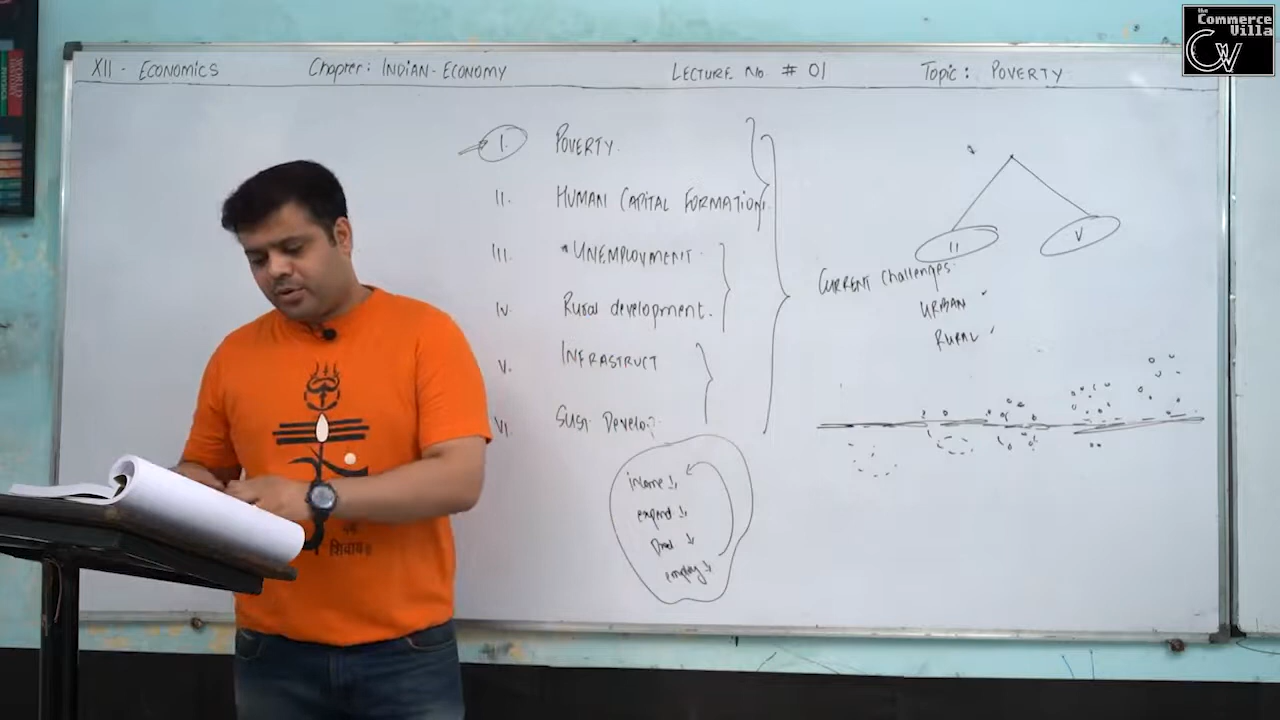 the
Commerce
Villa
CV
XII - ECONOMICS Chapter: INDIAN-ECONOMY LECTURE NO # 01 TOPIC: POVERTY
I. POVERTY.
II. HUMAN CAPITAL FORMATION
III. *UNEMPLOYMENT.
IV Rural development.
V. INFRASTRUCT
VI. SUST Develop.
income ↓
expend ↓
Prod ↓
employ ↓
II V
CURRENT Challenges.
URBAN
RURAL
शिवाय॥